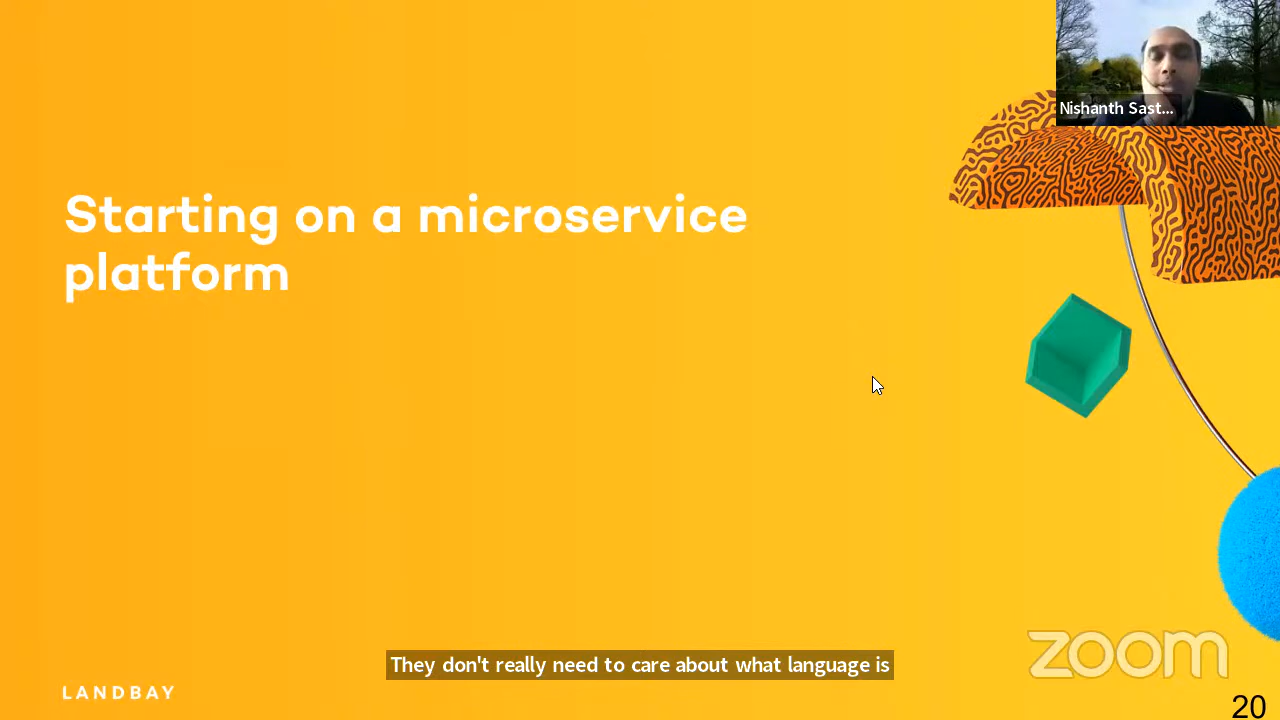 Nishanth Sast...
Starting on a microservice
platform
They don't really need to care about what language is
zoom
LANDBAY
20